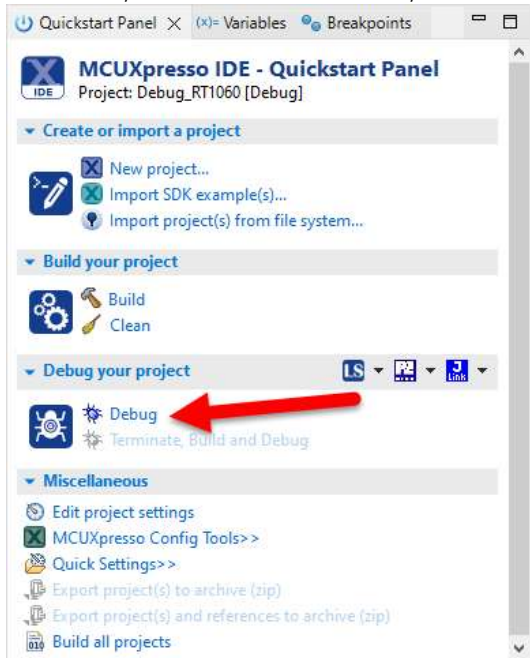 Quickstart Panel (x)= Variables Breakpoints
MCUXpresso IDE - Quickstart Panel
IDE
Project: Debug_RT1060 [Debug]
Create or import a project
New project...
Import SDK example(s)...
Import project(s) from file system...
Build your project
Build
Clean
Debug your project
LS
PE
J
Link
Debug
Terminate, Build and Debug
Miscellaneous
Edit project settings
MCUXpresso Config Tools>>
Quick Settings>>
Export project(s) to archive (zip)
Export project(s) and references to archive (zip)
010
Build all projects